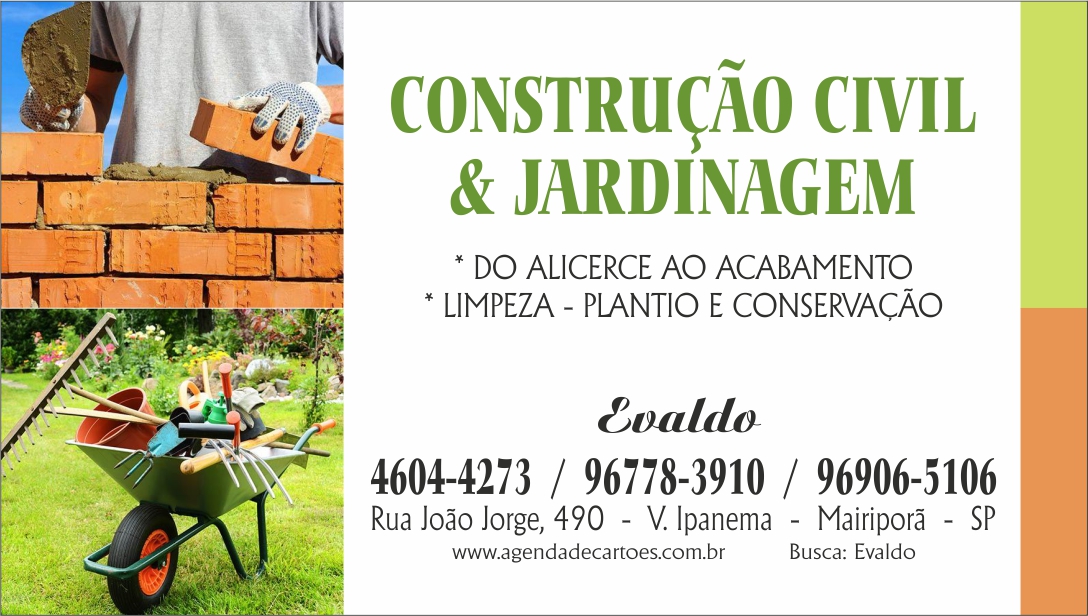 CONSTRUÇÃO CIVIL
& JARDINAGEM
* DO ALICERCE AO ACABAMENTO
* LIMPEZA - PLANTIO E CONSERVAÇÃO
Evaldo
4604-4273 / 96778-3910 / 96906-5106
Rua João Jorge, 490 - V. Ipanema - Mairiporã - SP
www.agendadecartoes.com.br Busca: Evaldo